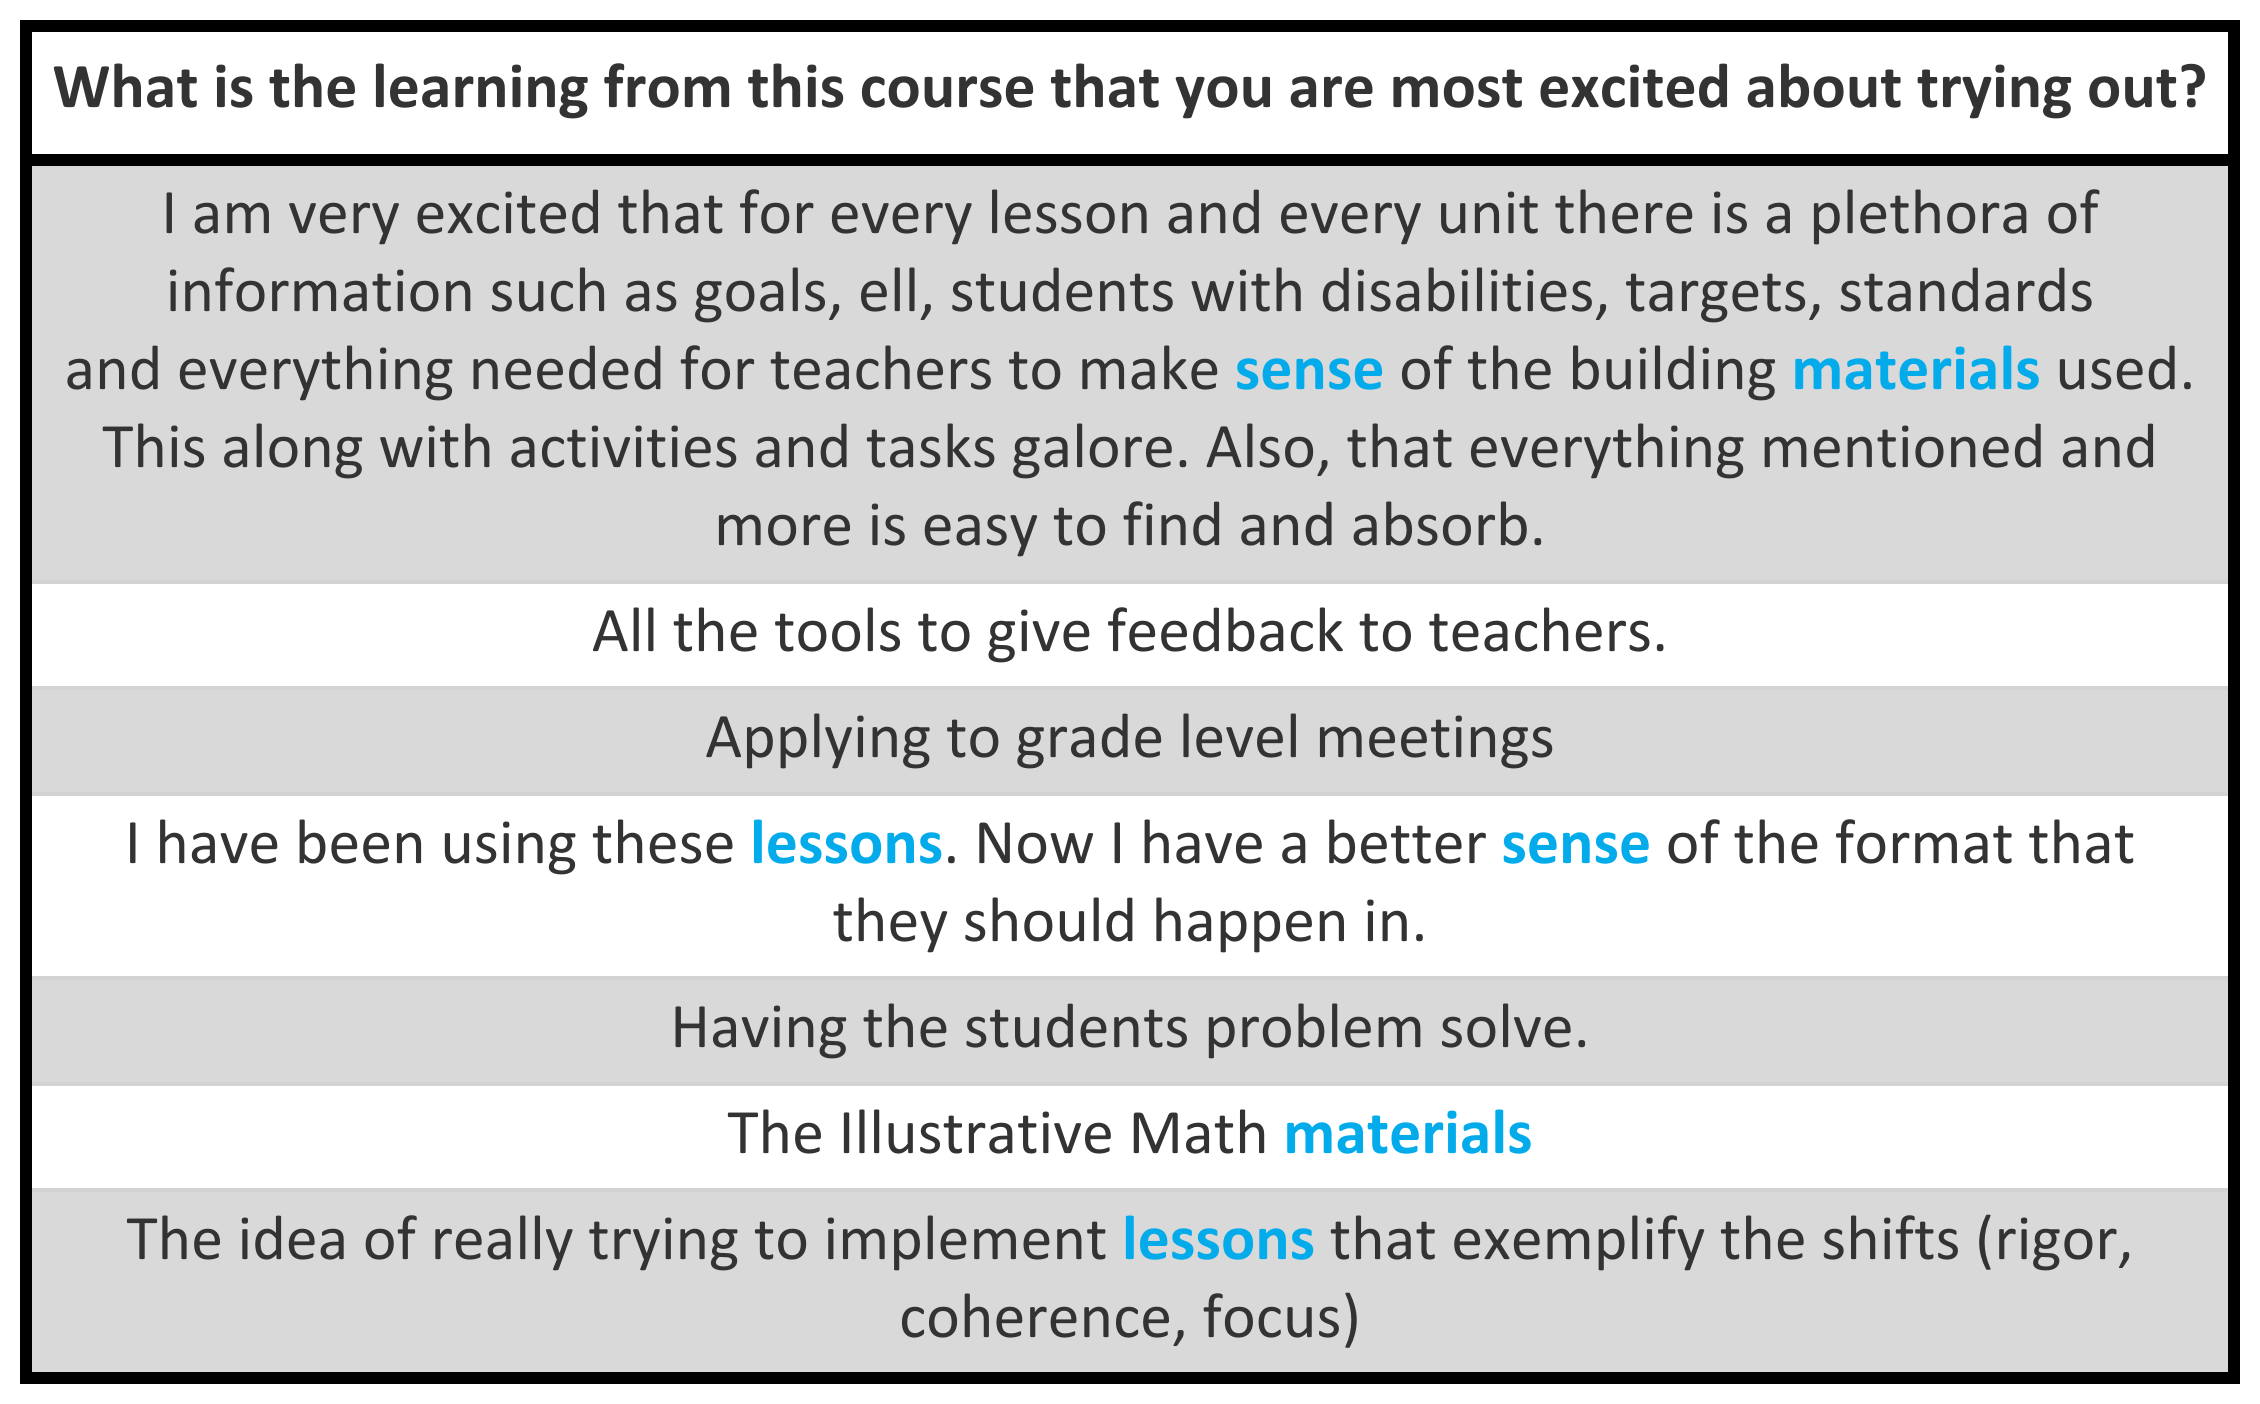 What is the learning from this course that you are most excited about trying out?
I am very excited that for every lesson and every unit there is a plethora of
information such as goals, ell, students with disabilities, targets, standards
and everything needed for teachers to make sense of the building materials used.
This along with activities and tasks galore. Also, that everything mentioned and
more is easy to find and absorb.
All the tools to give feedback to teachers.
Applying to grade level meetings
I have been using these lessons. Now I have a better sense of the format that
they should happen in.
Having the students problem solve.
The Illustrative Math materials
The idea of really trying to implement lessons that exemplify the shifts (rigor,
coherence, focus)